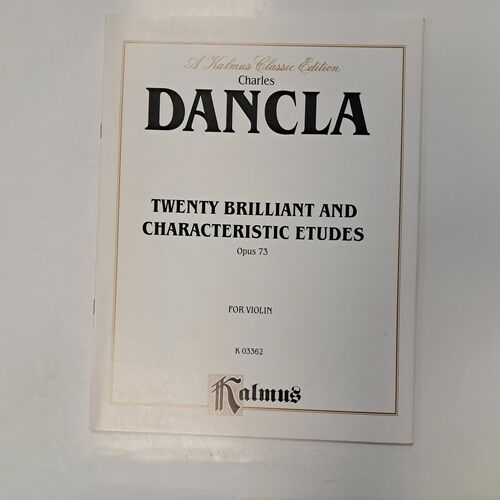 A Kalmus Classic Edition
Charles
DANCLA
TWENTY BRILLIANT AND
CHARACTERISTIC ETUDES
Opus 73
FOR VIOLIN
K 03362
Kalmus